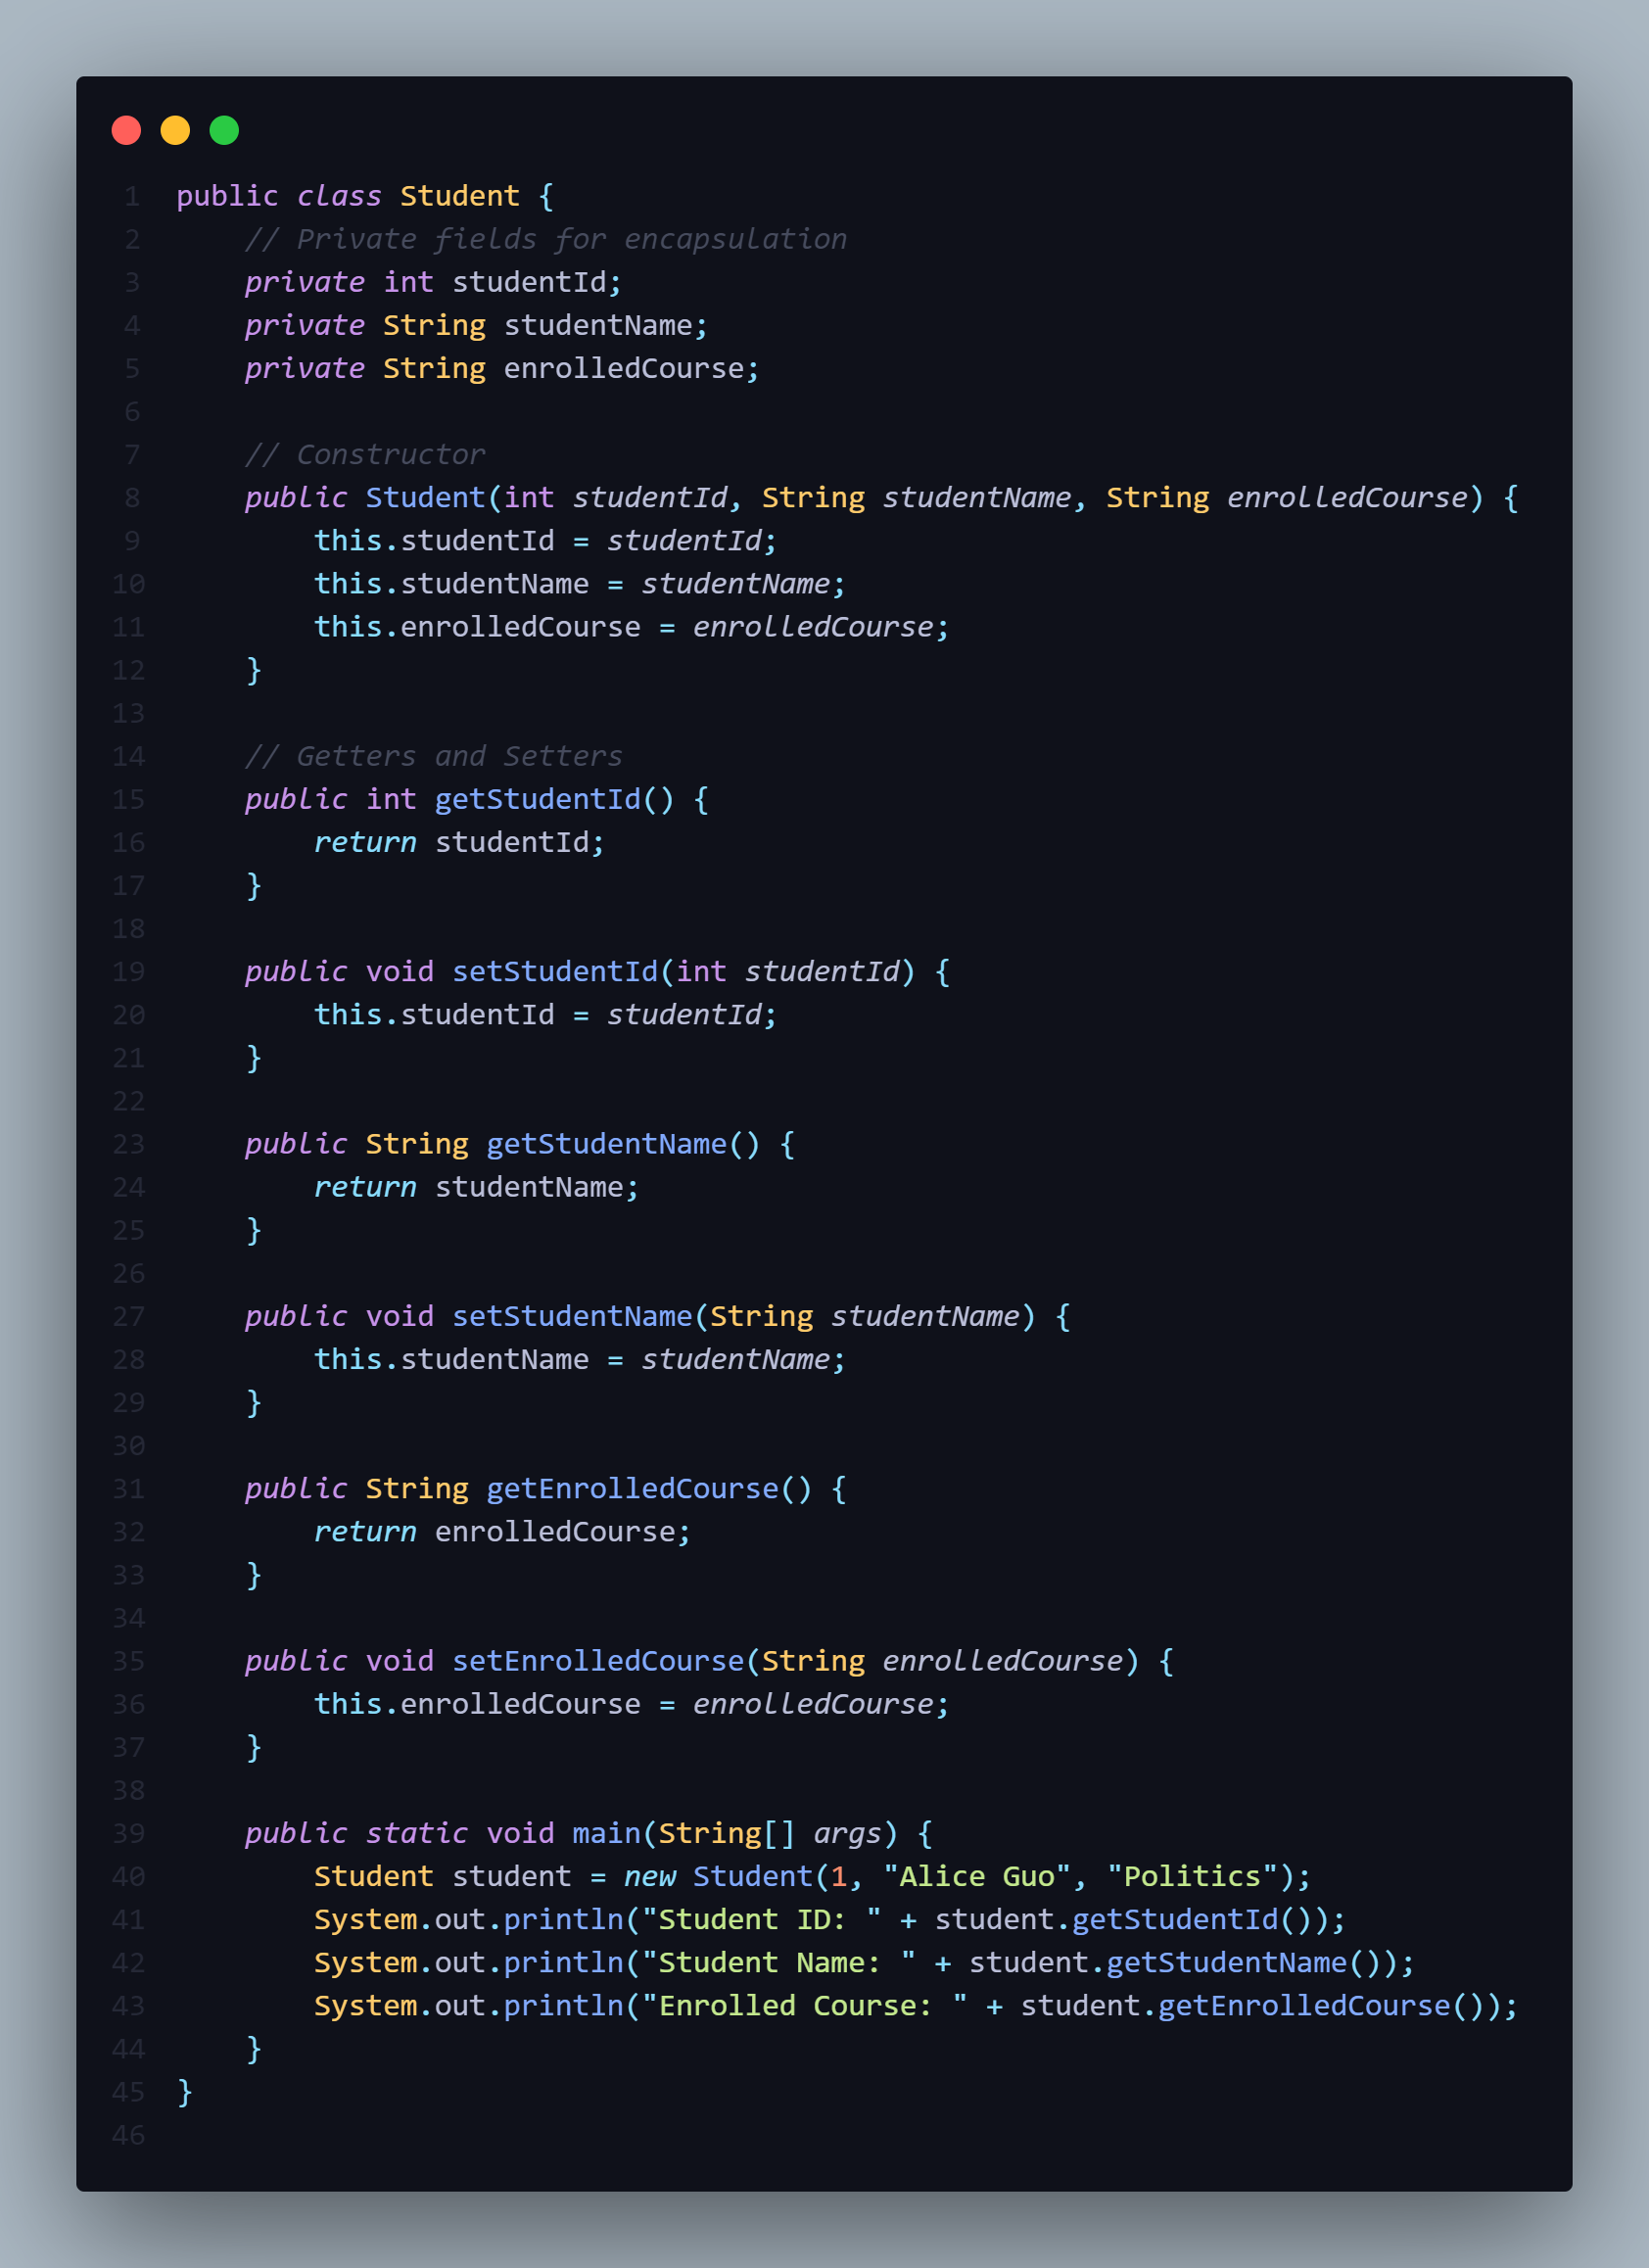 1 public class Student {
2     // Private fields for encapsulation
3     private int studentId;
4     private String studentName;
5     private String enrolledCourse;
6
7     // Constructor
8     public Student(int studentId, String studentName, String enrolledCourse) {
9         this.studentId = studentId;
10         this.studentName = studentName;
11         this.enrolledCourse = enrolledCourse;
12     }
13
14     // Getters and Setters
15     public int getStudentId() {
16         return studentId;
17     }
18
19     public void setStudentId(int studentId) {
20         this.studentId = studentId;
21     }
22
23     public String getStudentName() {
24         return studentName;
25     }
26
27     public void setStudentName(String studentName) {
28         this.studentName = studentName;
29     }
30
31     public String getEnrolledCourse() {
32         return enrolledCourse;
33     }
34
35     public void setEnrolledCourse(String enrolledCourse) {
36         this.enrolledCourse = enrolledCourse;
37     }
38
39     public static void main(String[] args) {
40         Student student = new Student(1, "Alice Guo", "Politics");
41         System.out.println("Student ID: " + student.getStudentId());
42         System.out.println("Student Name: " + student.getStudentName());
43         System.out.println("Enrolled Course: " + student.getEnrolledCourse());
44     }
45 }
46